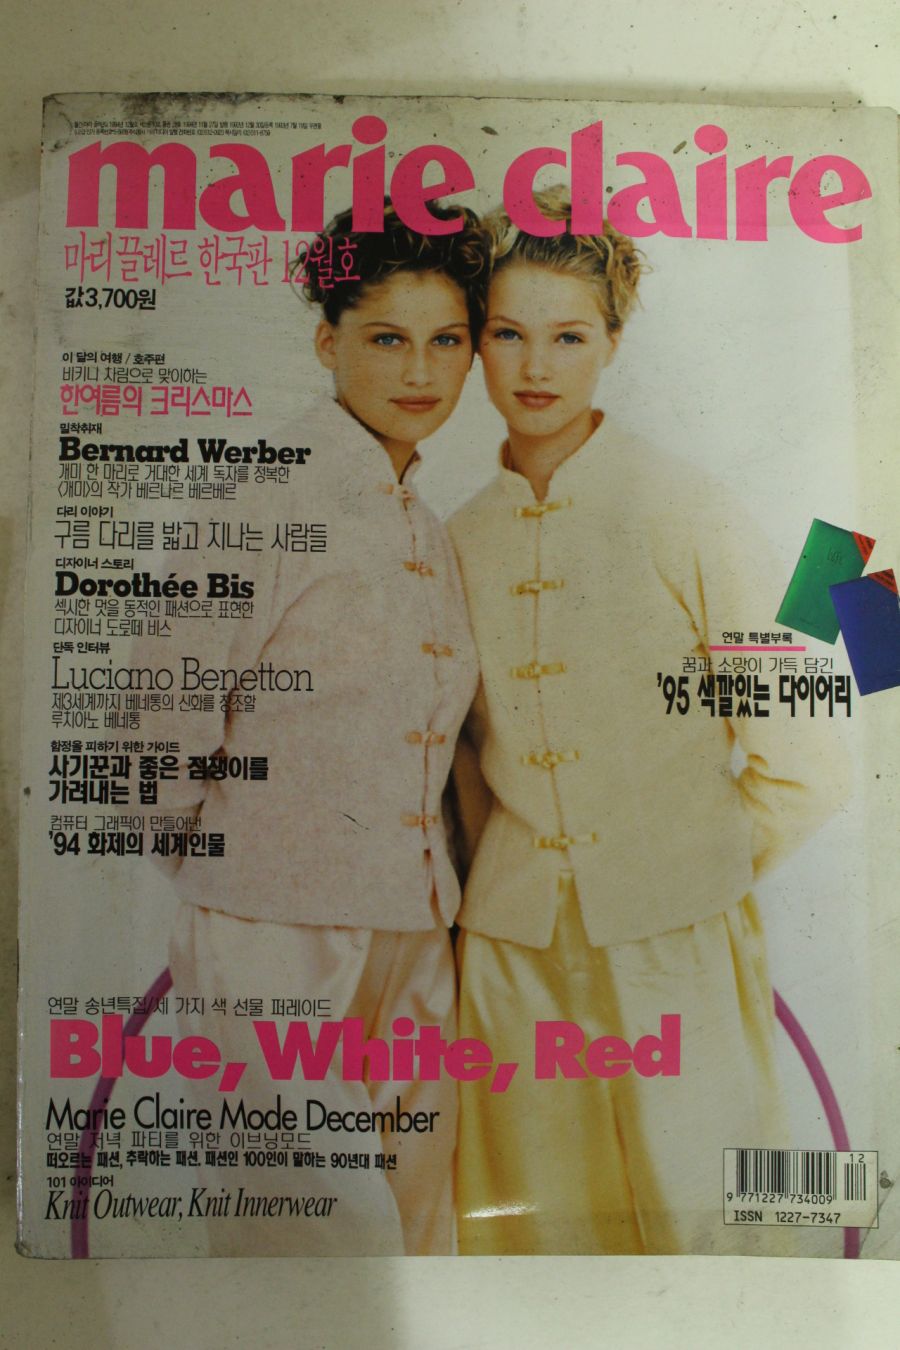 marie claire
마리끌레르 한국판 12월호
값3,700원
이 달의 여행 / 호주편
비키니 차림으로 맞이하는
한여름의 크리스마스
밀착취재
Bernard Werber
개미 한 마리로 거대한 세계 독자를 정복한
〈개미〉의 작가 베르나르 베르베르
다리 이야기
구름 다리를 밟고 지나는 사람들
디자이너 스토리
Dorothée Bis
섹시한 멋을 동적인 패션으로 표현한
디자이너 도로떼 비스
단독 인터뷰
Luciano Benetton
제3세계까지 베네통의 신화를 창조할
루치아노 베네통
함정을 피하기 위한 가이드
사기꾼과 좋은 점쟁이를
가려내는 법
컴퓨터 그래픽이 만들어낸
'94 화제의 세계인물
연말 특별부록
꿈과 소망이 가득 담긴
'95 색깔있는 다이어리
연말 송년특집/세 가지 색 선물 퍼레이드
Blue, White, Red
Marie Claire Mode December
연말 저녁 파티를 위한 이브닝모드
떠오르는 패션, 추락하는 패션, 패션인 100인이 말하는 90년대 패션
101 아이디어
Knit Outwear, Knit Innerwear
12
9 771227 734009
ISSN 1227-7347